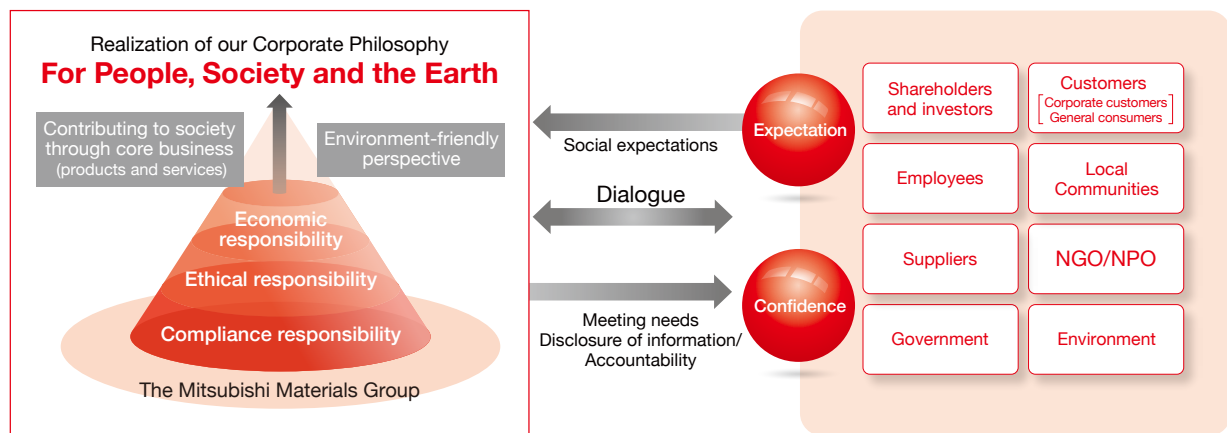 Realization of our Corporate Philosophy
For People, Society and the Earth
Contributing to society
through core business
(products and services)
Environment-friendly
perspective
Economic
responsibility
Ethical responsibility
Compliance responsibility
The Mitsubishi Materials Group
Social expectations
Dialogue
Meeting needs
Disclosure of information/
Accountability
Expectation
Confidence
Shareholders
and investors
Customers
[Corporate customers
General consumers]
Employees
Local
Communities
Suppliers
NGO/NPO
Government
Environment